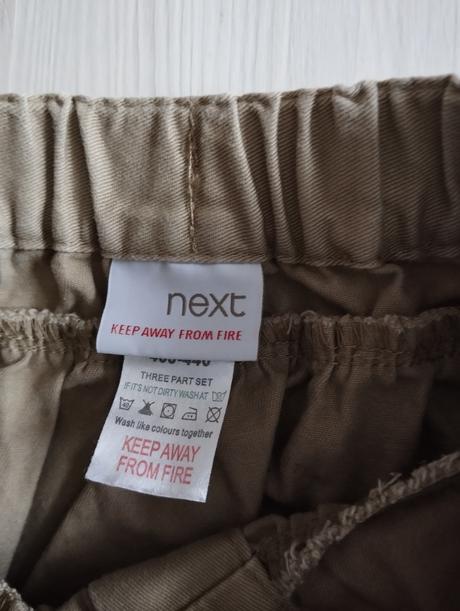 next
KEEP AWAY FROM FIRE
THREE PART SET
IF IT'S NOT DIRTY WASH AT
40
Wash like colours together
KEEP AWAY
FROM FIRE